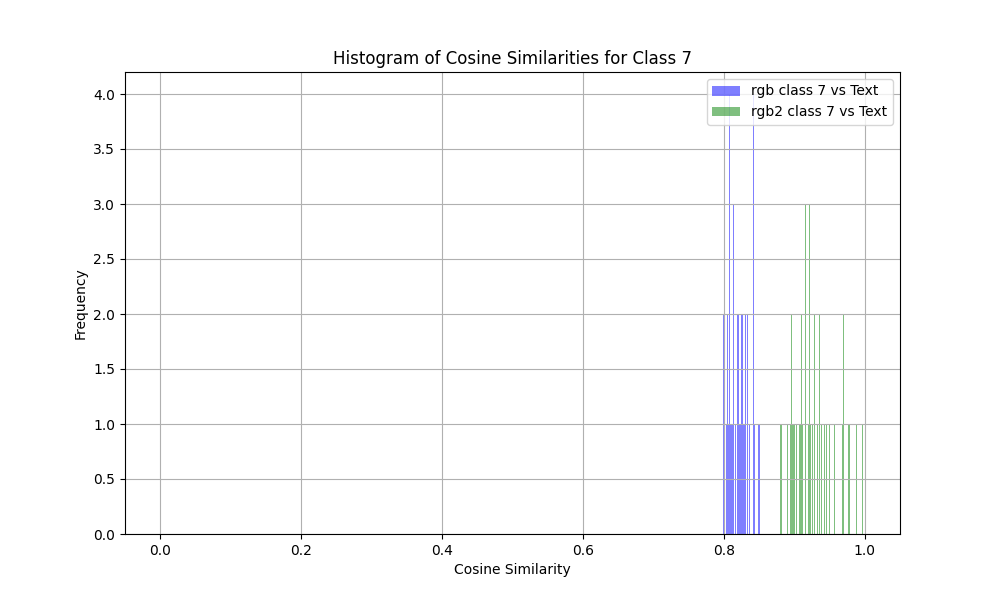 Histogram of Cosine Similarities for Class 7
rgb class 7 vs Text
rgb2 class 7 vs Text
Frequency
4.0
3.5
3.0
2.5
2.0
1.5
1.0
0.5
0.0
0.0 0.2 0.4 0.6 0.8 1.0
Cosine Similarity